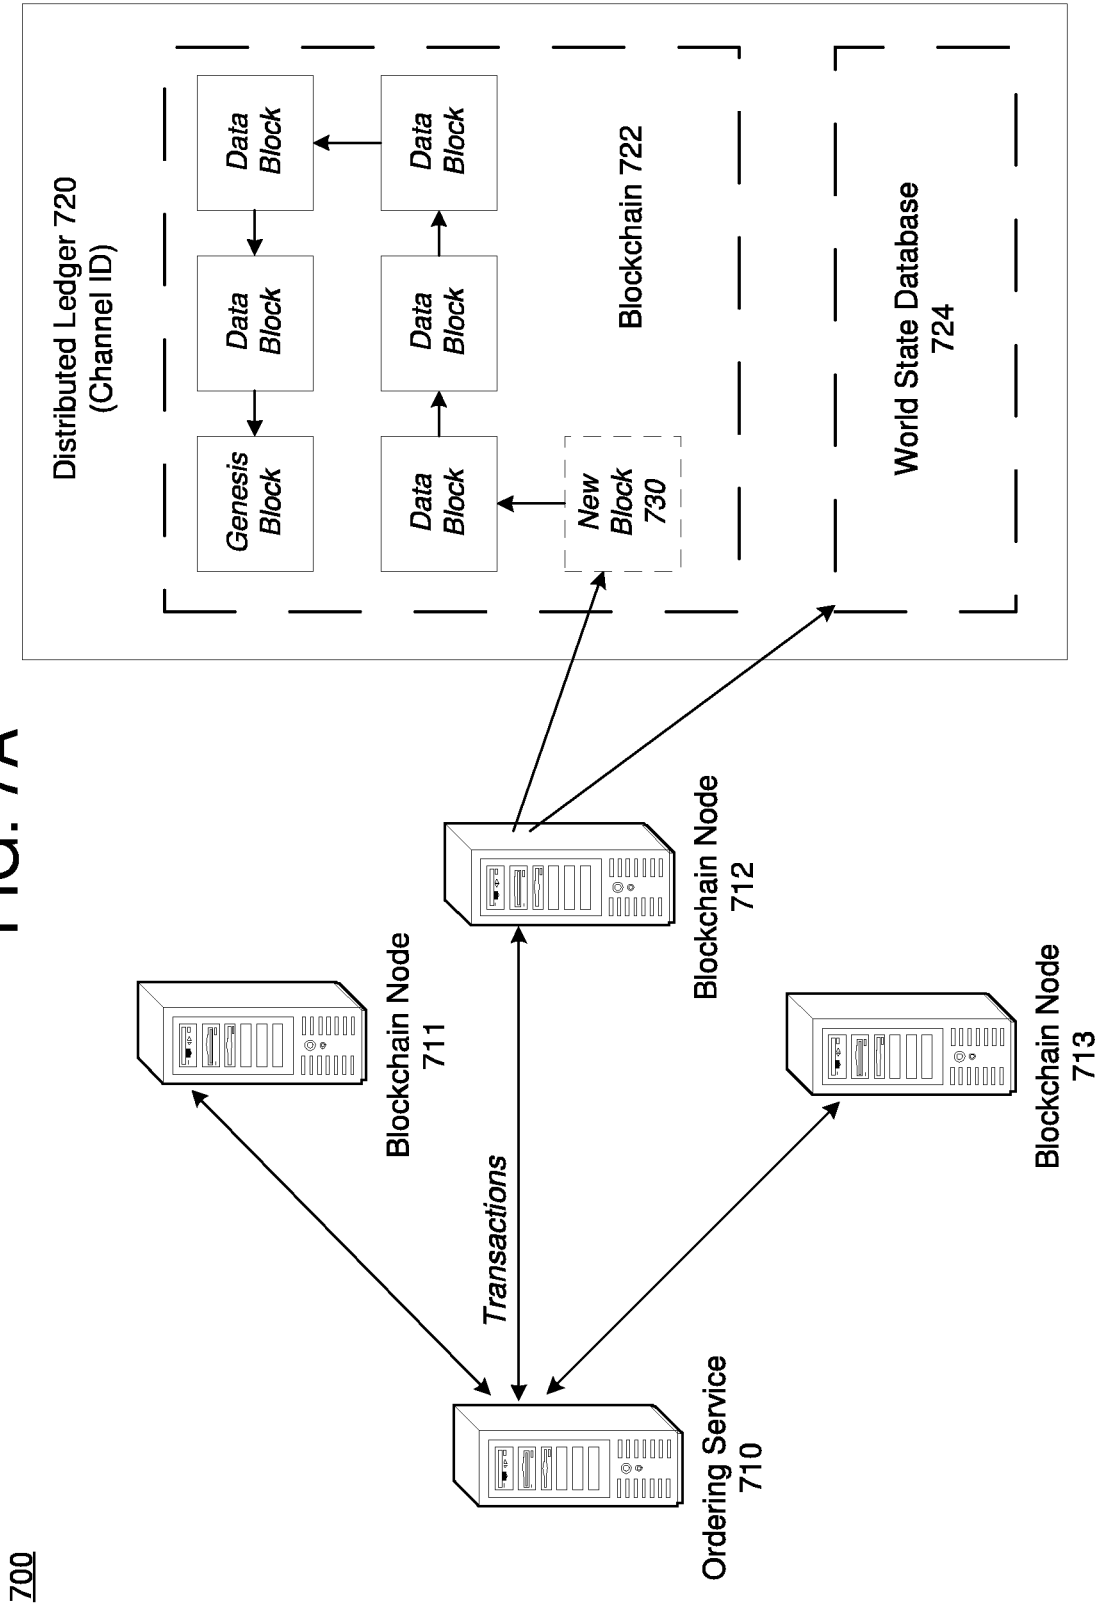 700
FIG. 7A
Distributed Ledger 720
(Channel ID)
Genesis
Block
Data
Block
Data
Block
Data
Block
Data
Block
Data
Block
New
Block
730
Blockchain 722
World State Database
724
Blockchain Node
711
Transactions
Blockchain Node
712
Ordering Service
710
Blockchain Node
713